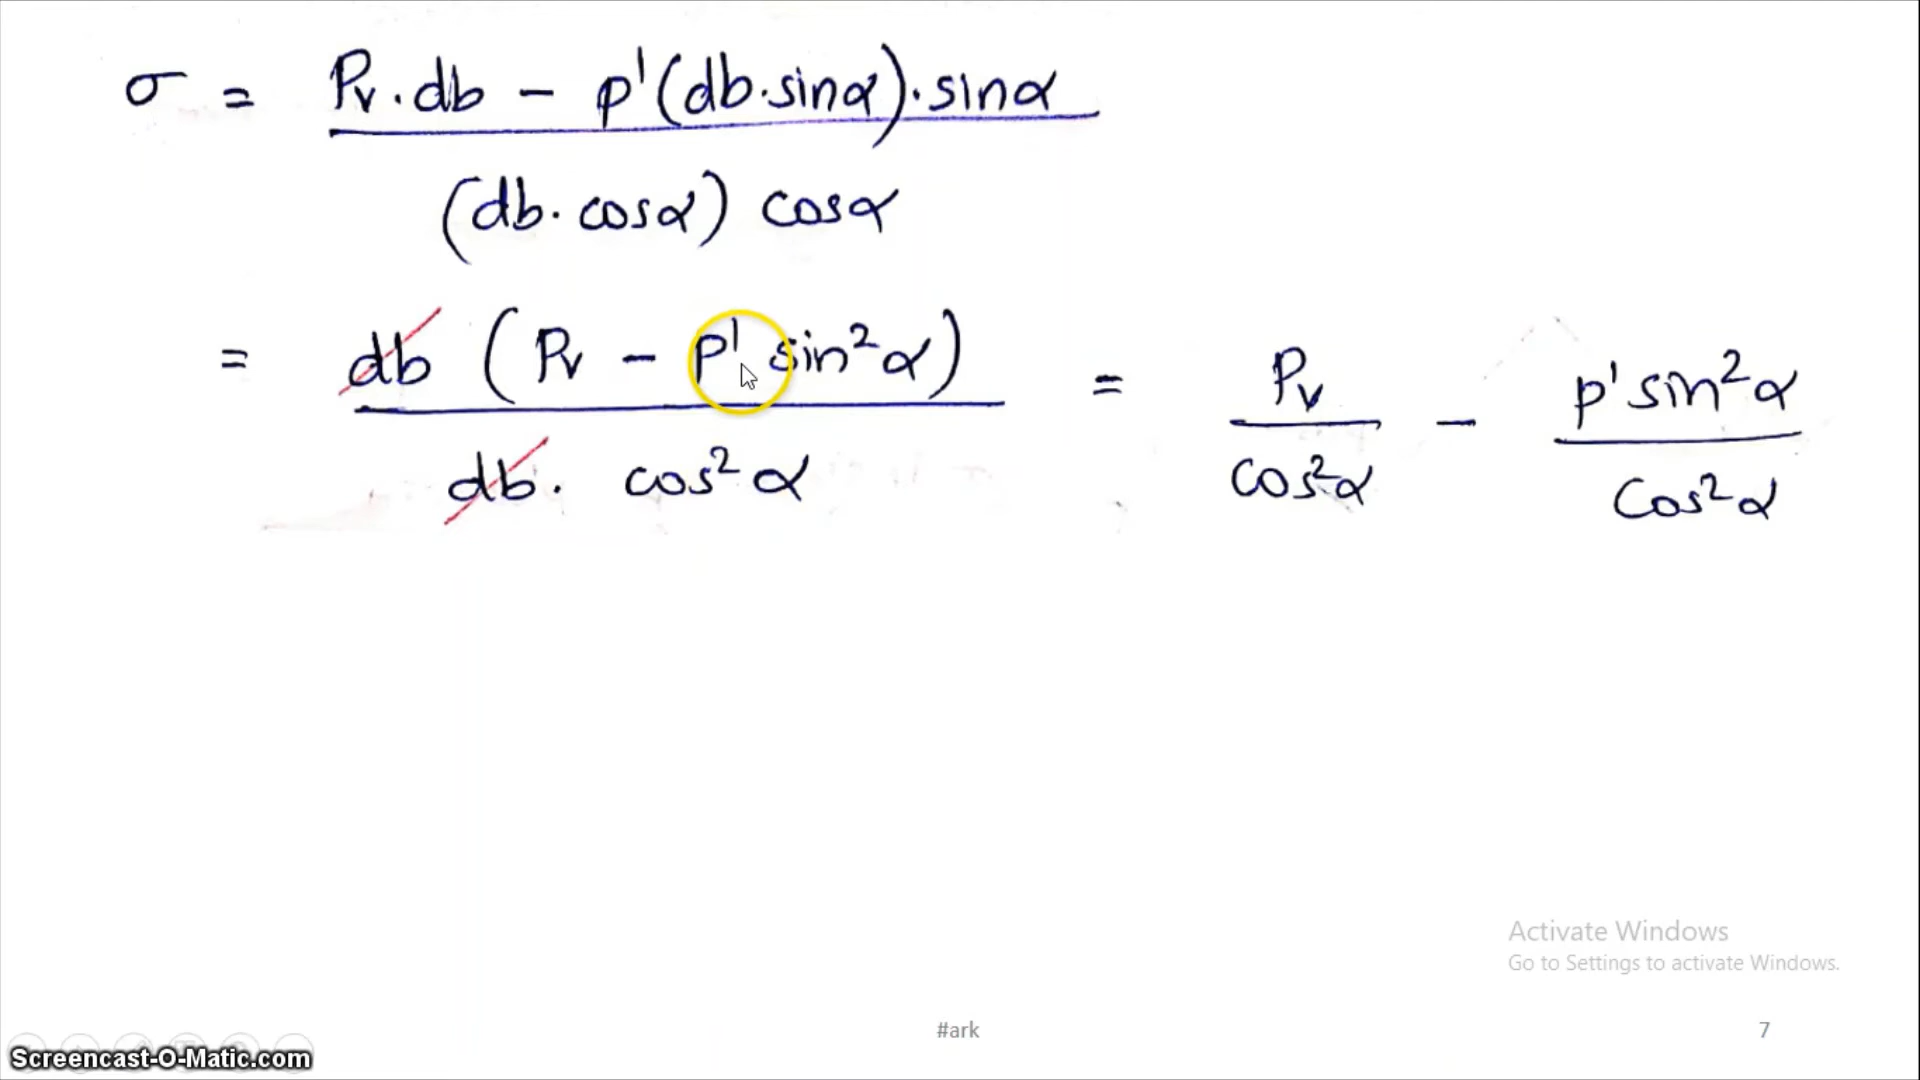 σ = Pv · db − p'(db·sinα)·sinα
(db·cosα) cosα
= db (Pv − p' sin²α) = Pv − p' sin²α
db · cos²α cos²α cos²α
Activate Windows
Go to Settings to activate Windows.
#ark 7
Screencast-O-Matic.com